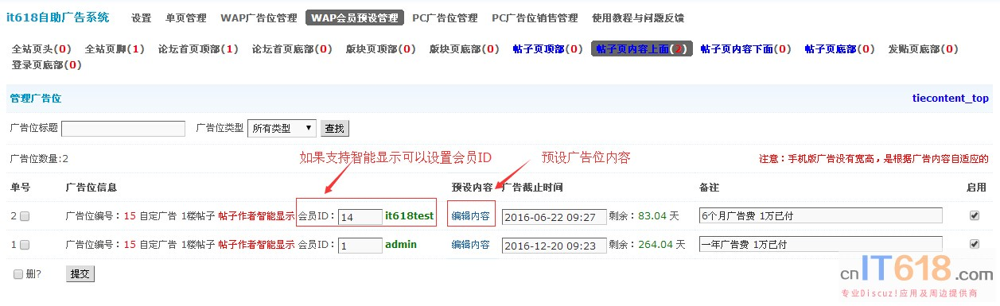 it618自助广告系统 设置 单页管理 WAP广告位管理 WAP会员预设管理 PC广告位管理 PC广告位销售管理 使用教程与问题反馈
全站页头(0) 全站页脚(1) 论坛首页顶部(1) 论坛首页底部(0) 版块页顶部(0) 版块页底部(0) 帖子页顶部(0) 帖子页内容上面(2) 帖子页内容下面(0) 帖子页底部(0) 发贴页底部(0)
登录页底部(0)
管理广告位 tiecontent_top
广告位标题 广告位类型 所有类型 查找
广告位数量:2 如果支持智能显示可以设置会员ID 预设广告位内容 注意：手机版广告没有宽高，是根据广告内容自适应的
单号 广告位信息 预设内容 广告截止时间 备注 启用
2 广告位编号：15 自定广告 1楼帖子 帖子作者智能显示 会员ID： 14 it618test 编辑内容 2016-06-22 09:27 剩余：83.04 天 6个月广告费 1万已付
1 广告位编号：15 自定广告 1楼帖子 帖子作者智能显示 会员ID： 1 admin 编辑内容 2016-12-20 09:23 剩余：264.04 天 一年广告费 1万已付
删? 提交
cnIT618.com
专业Discuz!应用及周边提供商